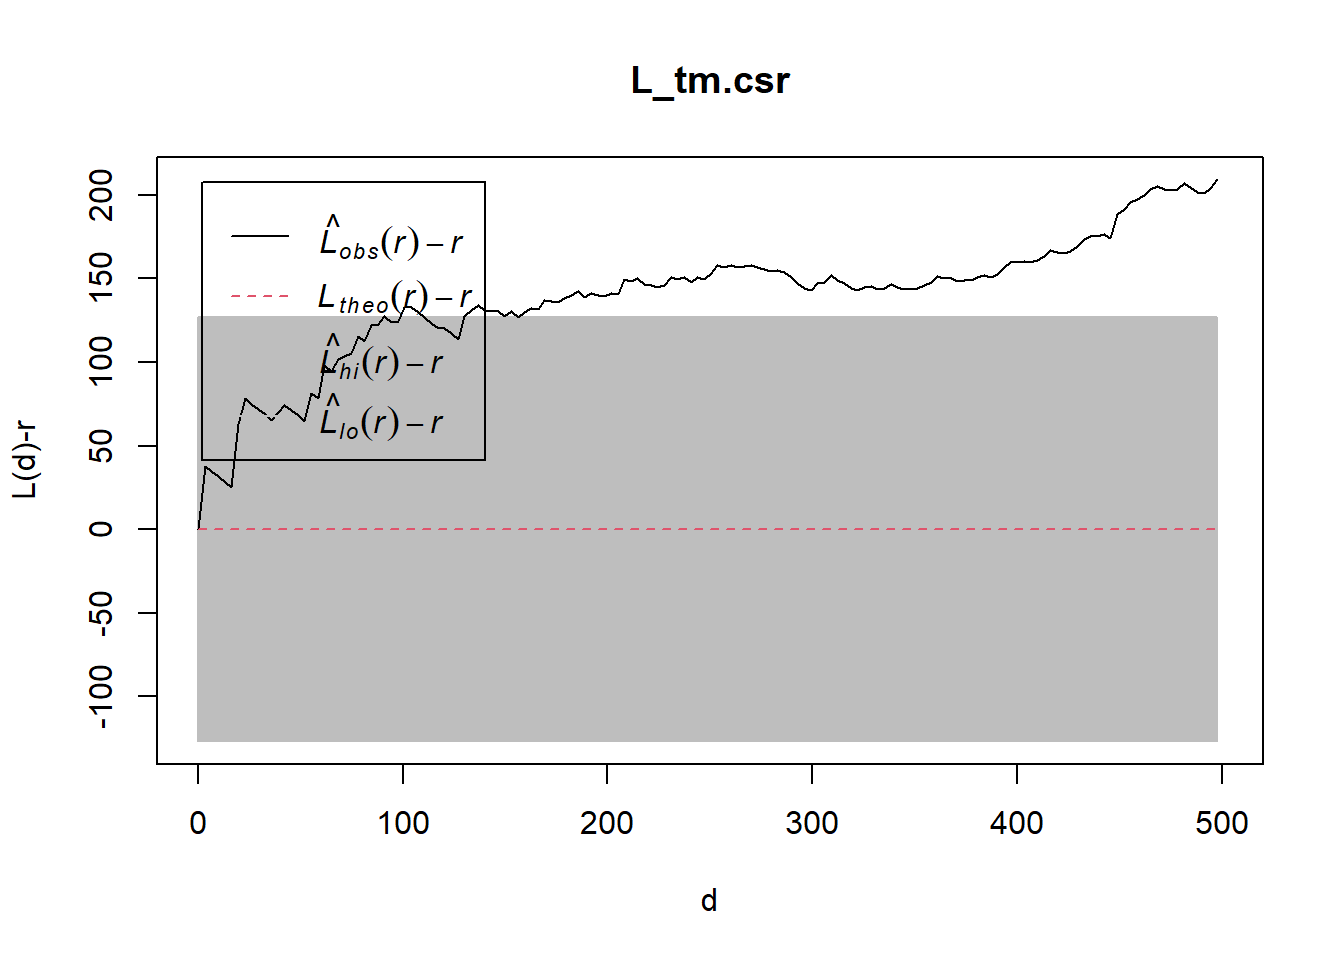 L_tm.csr
L(d)-r
200
150
100
50
0
-50
-100
L̂obs(r) – r
Ltheo(r) – r
L̂hi(r) – r
L̂lo(r) – r
0 100 200 300 400 500
d